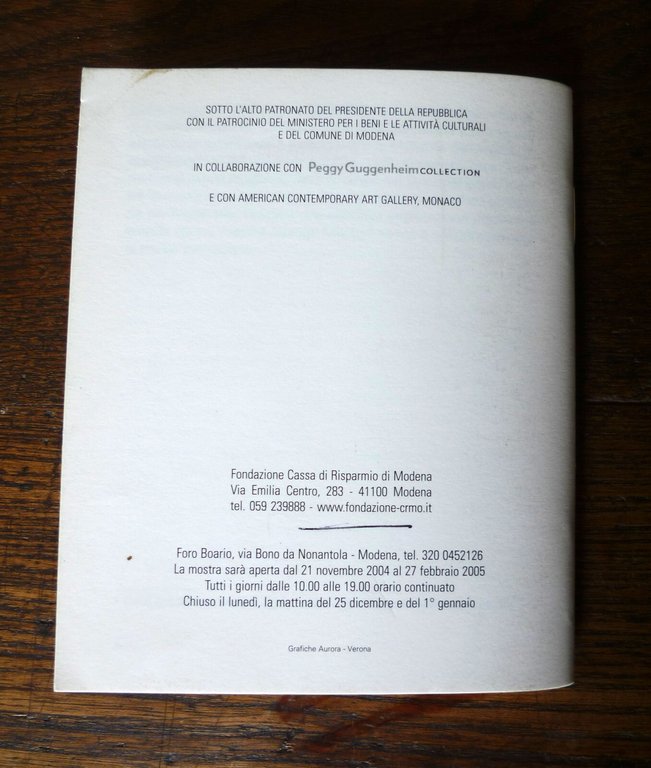 SOTTO L'ALTO PATRONATO DEL PRESIDENTE DELLA REPUBBLICA
CON IL PATROCINIO DEL MINISTERO PER I BENI E LE ATTIVITÀ CULTURALI
E DEL COMUNE DI MODENA
IN COLLABORAZIONE CON Peggy Guggenheim COLLECTION
E CON AMERICAN CONTEMPORARY ART GALLERY, MONACO
Fondazione Cassa di Risparmio di Modena
Via Emilia Centro, 283 - 41100 Modena
tel. 059 239888 - www.fondazione-crmo.it
Foro Boario, via Bono da Nonantola - Modena, tel. 320 0452126
La mostra sarà aperta dal 21 novembre 2004 al 27 febbraio 2005
Tutti i giorni dalle 10.00 alle 19.00 orario continuato
Chiuso il lunedì, la mattina del 25 dicembre e del 1° gennaio
Grafiche Aurora - Verona